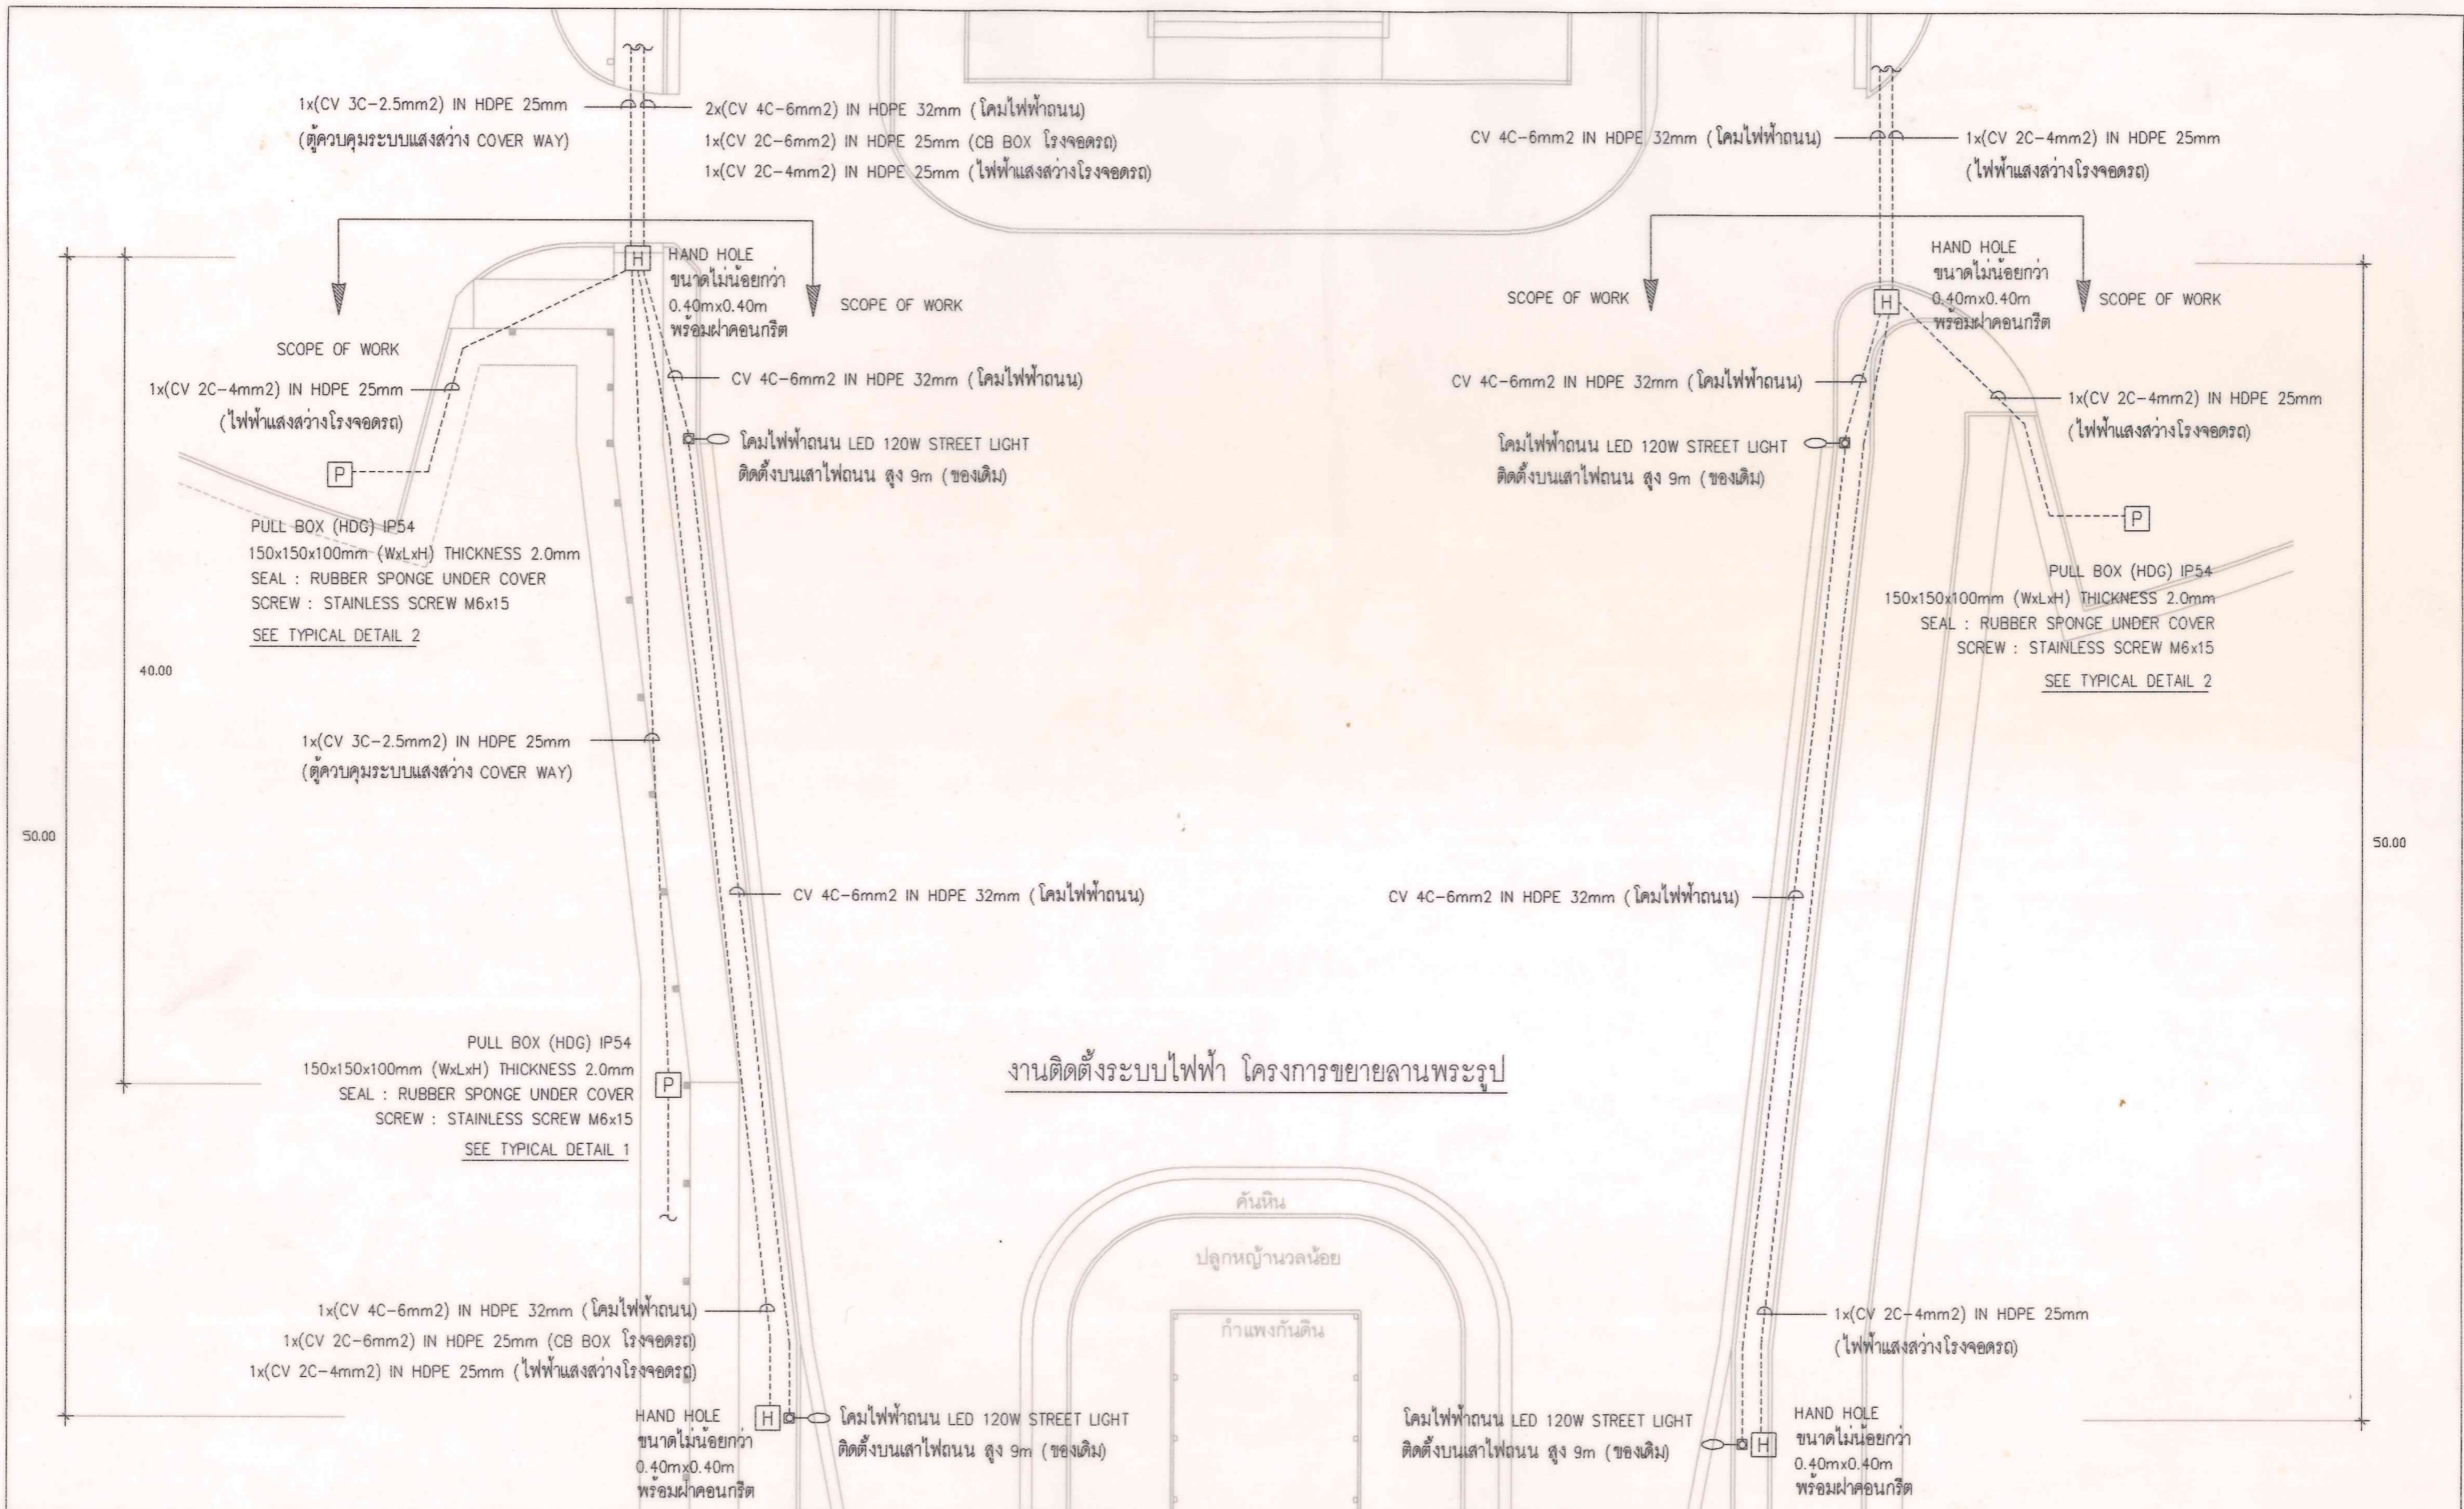 1x(CV 3C-2.5mm2) IN HDPE 25mm
(ตู้ควบคุมระบบแสงสว่าง COVER WAY)
2x(CV 4C-6mm2) IN HDPE 32mm (โคมไฟฟ้าถนน)
1x(CV 2C-6mm2) IN HDPE 25mm (CB BOX โรงจอดรถ)
1x(CV 2C-4mm2) IN HDPE 25mm (ไฟฟ้าแสงสว่างโรงจอดรถ)
CV 4C-6mm2 IN HDPE 32mm (โคมไฟฟ้าถนน)
1x(CV 2C-4mm2) IN HDPE 25mm
(ไฟฟ้าแสงสว่างโรงจอดรถ)
H
HAND HOLE
ขนาดไม่น้อยกว่า
0.40mx0.40m
พร้อมฝาคอนกรีต
SCOPE OF WORK
SCOPE OF WORK
SCOPE OF WORK
H
HAND HOLE
ขนาดไม่น้อยกว่า
0.40mx0.40m
พร้อมฝาคอนกรีต
SCOPE OF WORK
1x(CV 2C-4mm2) IN HDPE 25mm
(ไฟฟ้าแสงสว่างโรงจอดรถ)
CV 4C-6mm2 IN HDPE 32mm (โคมไฟฟ้าถนน)
CV 4C-6mm2 IN HDPE 32mm (โคมไฟฟ้าถนน)
1x(CV 2C-4mm2) IN HDPE 25mm
(ไฟฟ้าแสงสว่างโรงจอดรถ)
โคมไฟฟ้าถนน LED 120W STREET LIGHT
ติดตั้งบนเสาไฟถนน สูง 9m (ของเดิม)
โคมไฟฟ้าถนน LED 120W STREET LIGHT
ติดตั้งบนเสาไฟถนน สูง 9m (ของเดิม)
P
PULL BOX (HDG) IP54
150x150x100mm (WxLxH) THICKNESS 2.0mm
SEAL : RUBBER SPONGE UNDER COVER
SCREW : STAINLESS SCREW M6x15
SEE TYPICAL DETAIL 2
P
PULL BOX (HDG) IP54
150x150x100mm (WxLxH) THICKNESS 2.0mm
SEAL : RUBBER SPONGE UNDER COVER
SCREW : STAINLESS SCREW M6x15
SEE TYPICAL DETAIL 2
40.00
1x(CV 3C-2.5mm2) IN HDPE 25mm
(ตู้ควบคุมระบบแสงสว่าง COVER WAY)
50.00
50.00
CV 4C-6mm2 IN HDPE 32mm (โคมไฟฟ้าถนน)
CV 4C-6mm2 IN HDPE 32mm (โคมไฟฟ้าถนน)
PULL BOX (HDG) IP54
150x150x100mm (WxLxH) THICKNESS 2.0mm
SEAL : RUBBER SPONGE UNDER COVER
SCREW : STAINLESS SCREW M6x15
SEE TYPICAL DETAIL 1
P
งานติดตั้งระบบไฟฟ้า โครงการขยายลานพระรูป
คันหิน
ปลูกหญ้านวลน้อย
กำแพงกันดิน
1x(CV 4C-6mm2) IN HDPE 32mm (โคมไฟฟ้าถนน)
1x(CV 2C-6mm2) IN HDPE 25mm (CB BOX โรงจอดรถ)
1x(CV 2C-4mm2) IN HDPE 25mm (ไฟฟ้าแสงสว่างโรงจอดรถ)
1x(CV 2C-4mm2) IN HDPE 25mm
(ไฟฟ้าแสงสว่างโรงจอดรถ)
HAND HOLE
ขนาดไม่น้อยกว่า
0.40mx0.40m
พร้อมฝาคอนกรีต
H
โคมไฟฟ้าถนน LED 120W STREET LIGHT
ติดตั้งบนเสาไฟถนน สูง 9m (ของเดิม)
โคมไฟฟ้าถนน LED 120W STREET LIGHT
ติดตั้งบนเสาไฟถนน สูง 9m (ของเดิม)
H
HAND HOLE
ขนาดไม่น้อยกว่า
0.40mx0.40m
พร้อมฝาคอนกรีต